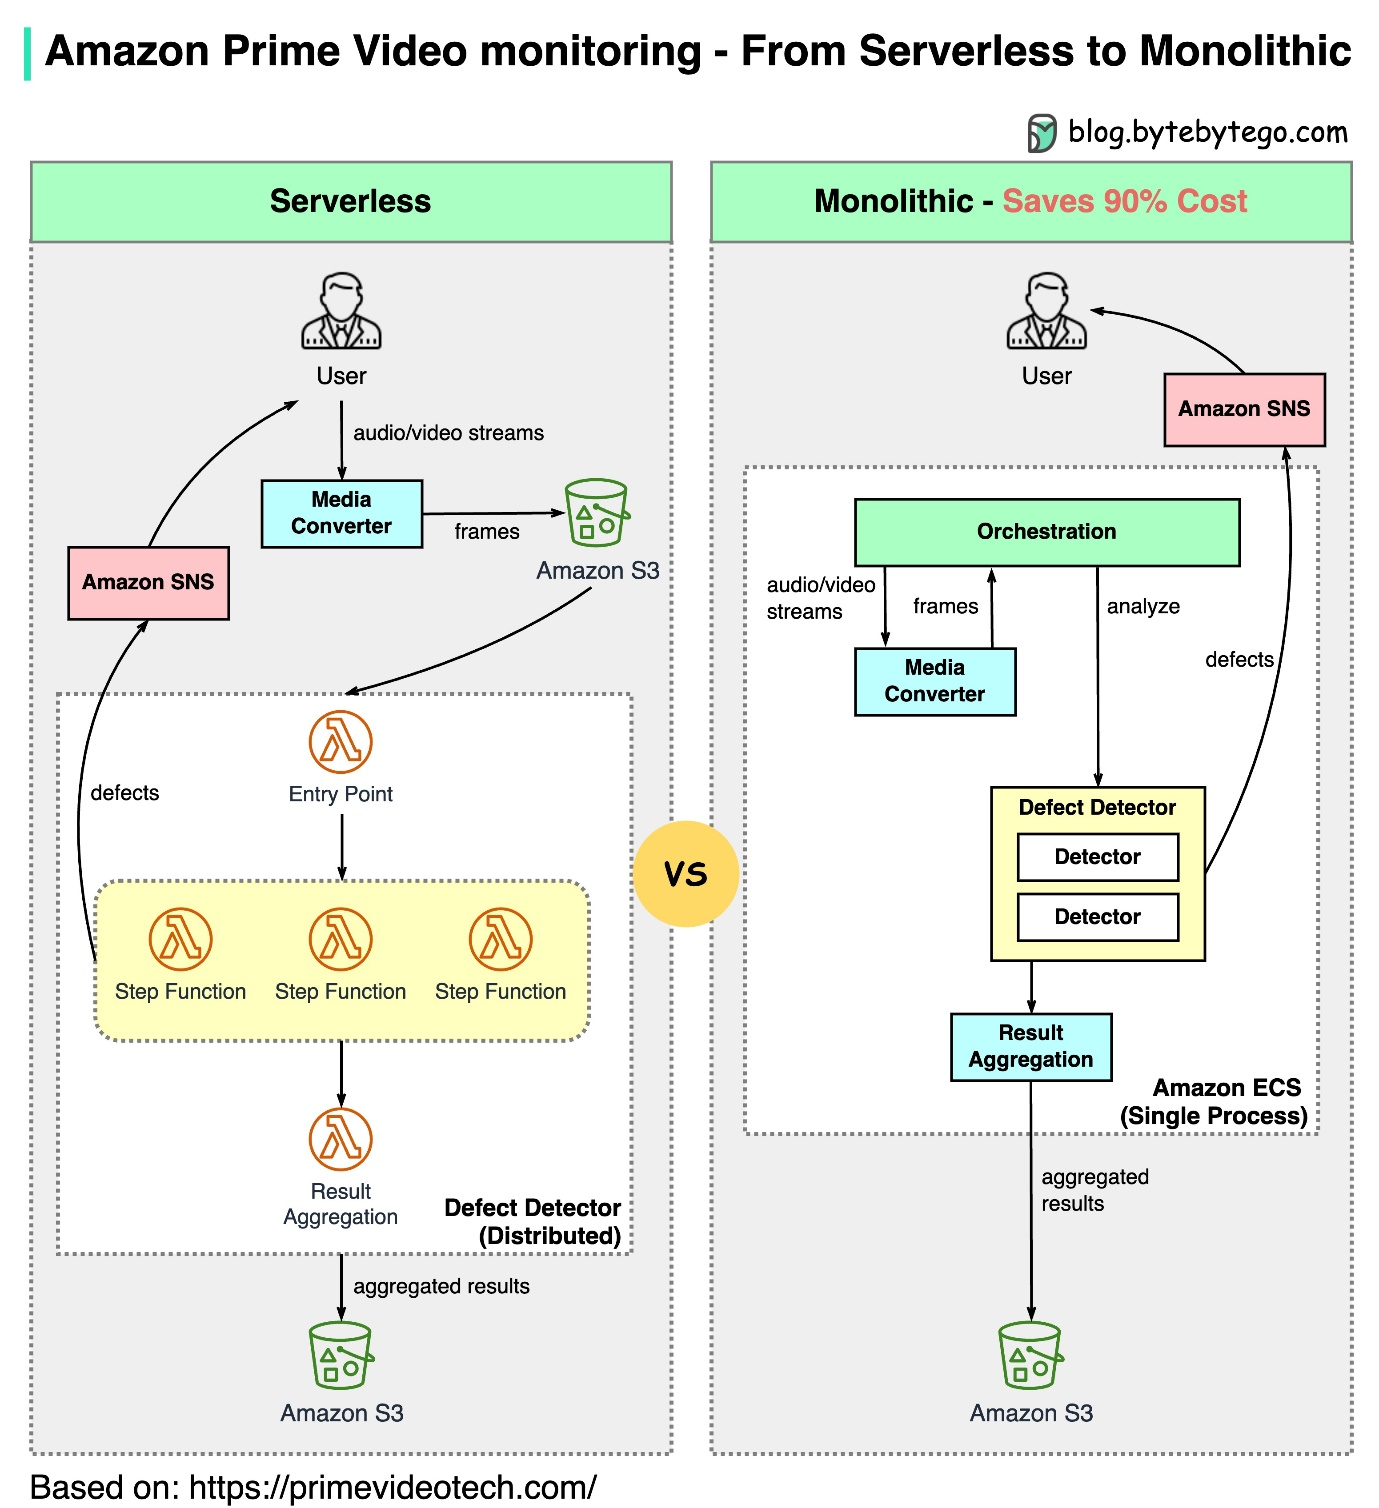 Amazon Prime Video monitoring - From Serverless to Monolithic
blog.bytebytego.com
Serverless
User
audio/video streams
Media
Converter
frames
Amazon S3
Amazon SNS
defects
Entry Point
Step Function
Step Function
Step Function
Result
Aggregation
Defect Detector
(Distributed)
aggregated results
Amazon S3
VS
Monolithic - Saves 90% Cost
User
Amazon SNS
Orchestration
audio/video
streams
frames
analyze
Media
Converter
defects
Defect Detector
Detector
Detector
Result
Aggregation
Amazon ECS
(Single Process)
aggregated
results
Amazon S3
Based on: https://primevideotech.com/